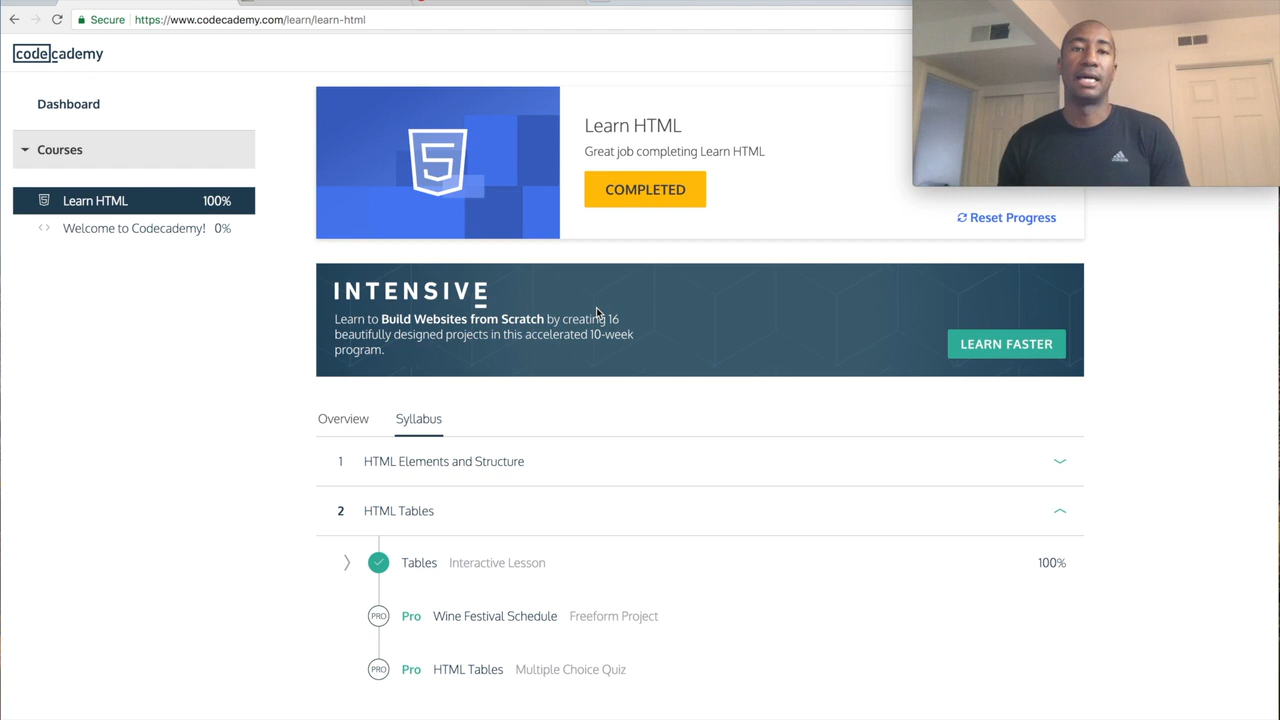 Secure https://www.codecademy.com/learn/learn-html
codecademy
Dashboard
Courses
Learn HTML 100%
Welcome to Codecademy! 0%
5
Learn HTML
Great job completing Learn HTML
COMPLETED
Reset Progress
INTENSIVE
Learn to Build Websites from Scratch by creating 16
beautifully designed projects in this accelerated 10-week
program.
LEARN FASTER
Overview Syllabus
1 HTML Elements and Structure
2 HTML Tables
Tables Interactive Lesson 100%
PRO Pro Wine Festival Schedule Freeform Project
PRO Pro HTML Tables Multiple Choice Quiz